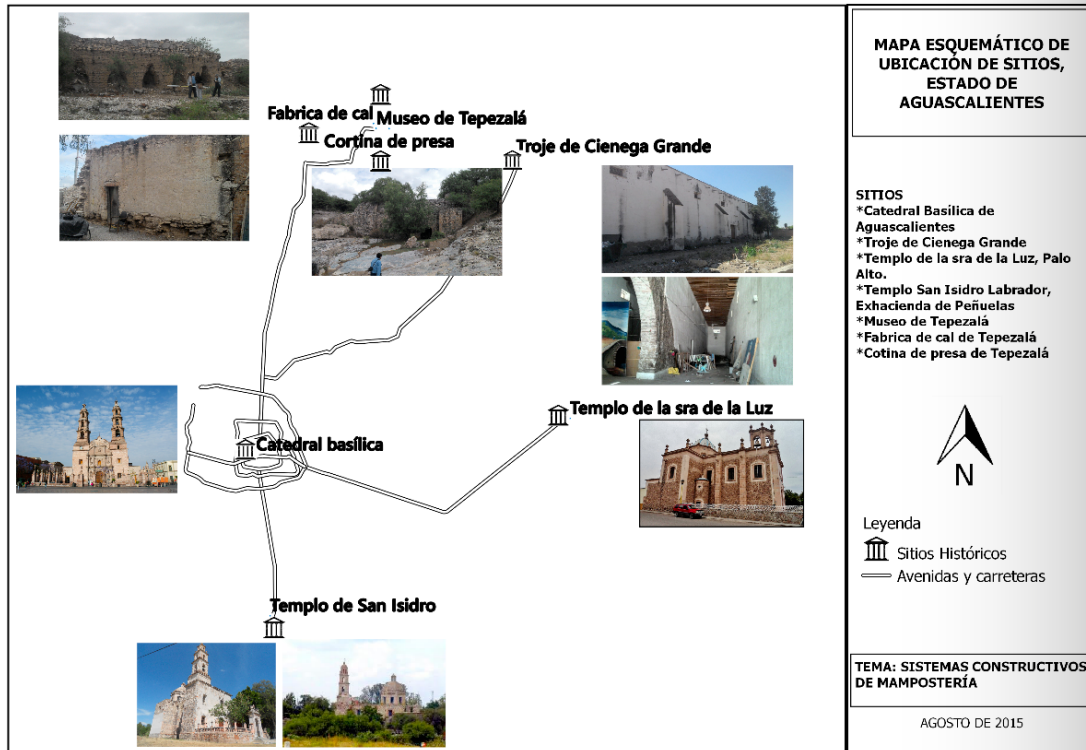 Fabrica de cal
Museo de Tepezalá
Cortina de presa
Troje de Cienega Grande
Templo de la sra de la Luz
Catedral basílica
Templo de San Isidro
MAPA ESQUEMÁTICO DE
UBICACIÓN DE SITIOS,
ESTADO DE
AGUASCALIENTES
SITIOS
*Catedral Basílica de
Aguascalientes
*Troje de Cienega Grande
*Templo de la sra de la Luz, Palo
Alto.
*Templo San Isidro Labrador,
Exhacienda de Peñuelas
*Museo de Tepezalá
*Fabrica de cal de Tepezalá
*Cotina de presa de Tepezalá
N
Leyenda
Sitios Históricos
Avenidas y carreteras
TEMA: SISTEMAS CONSTRUCTIVOS
DE MAMPOSTERÍA
AGOSTO DE 2015